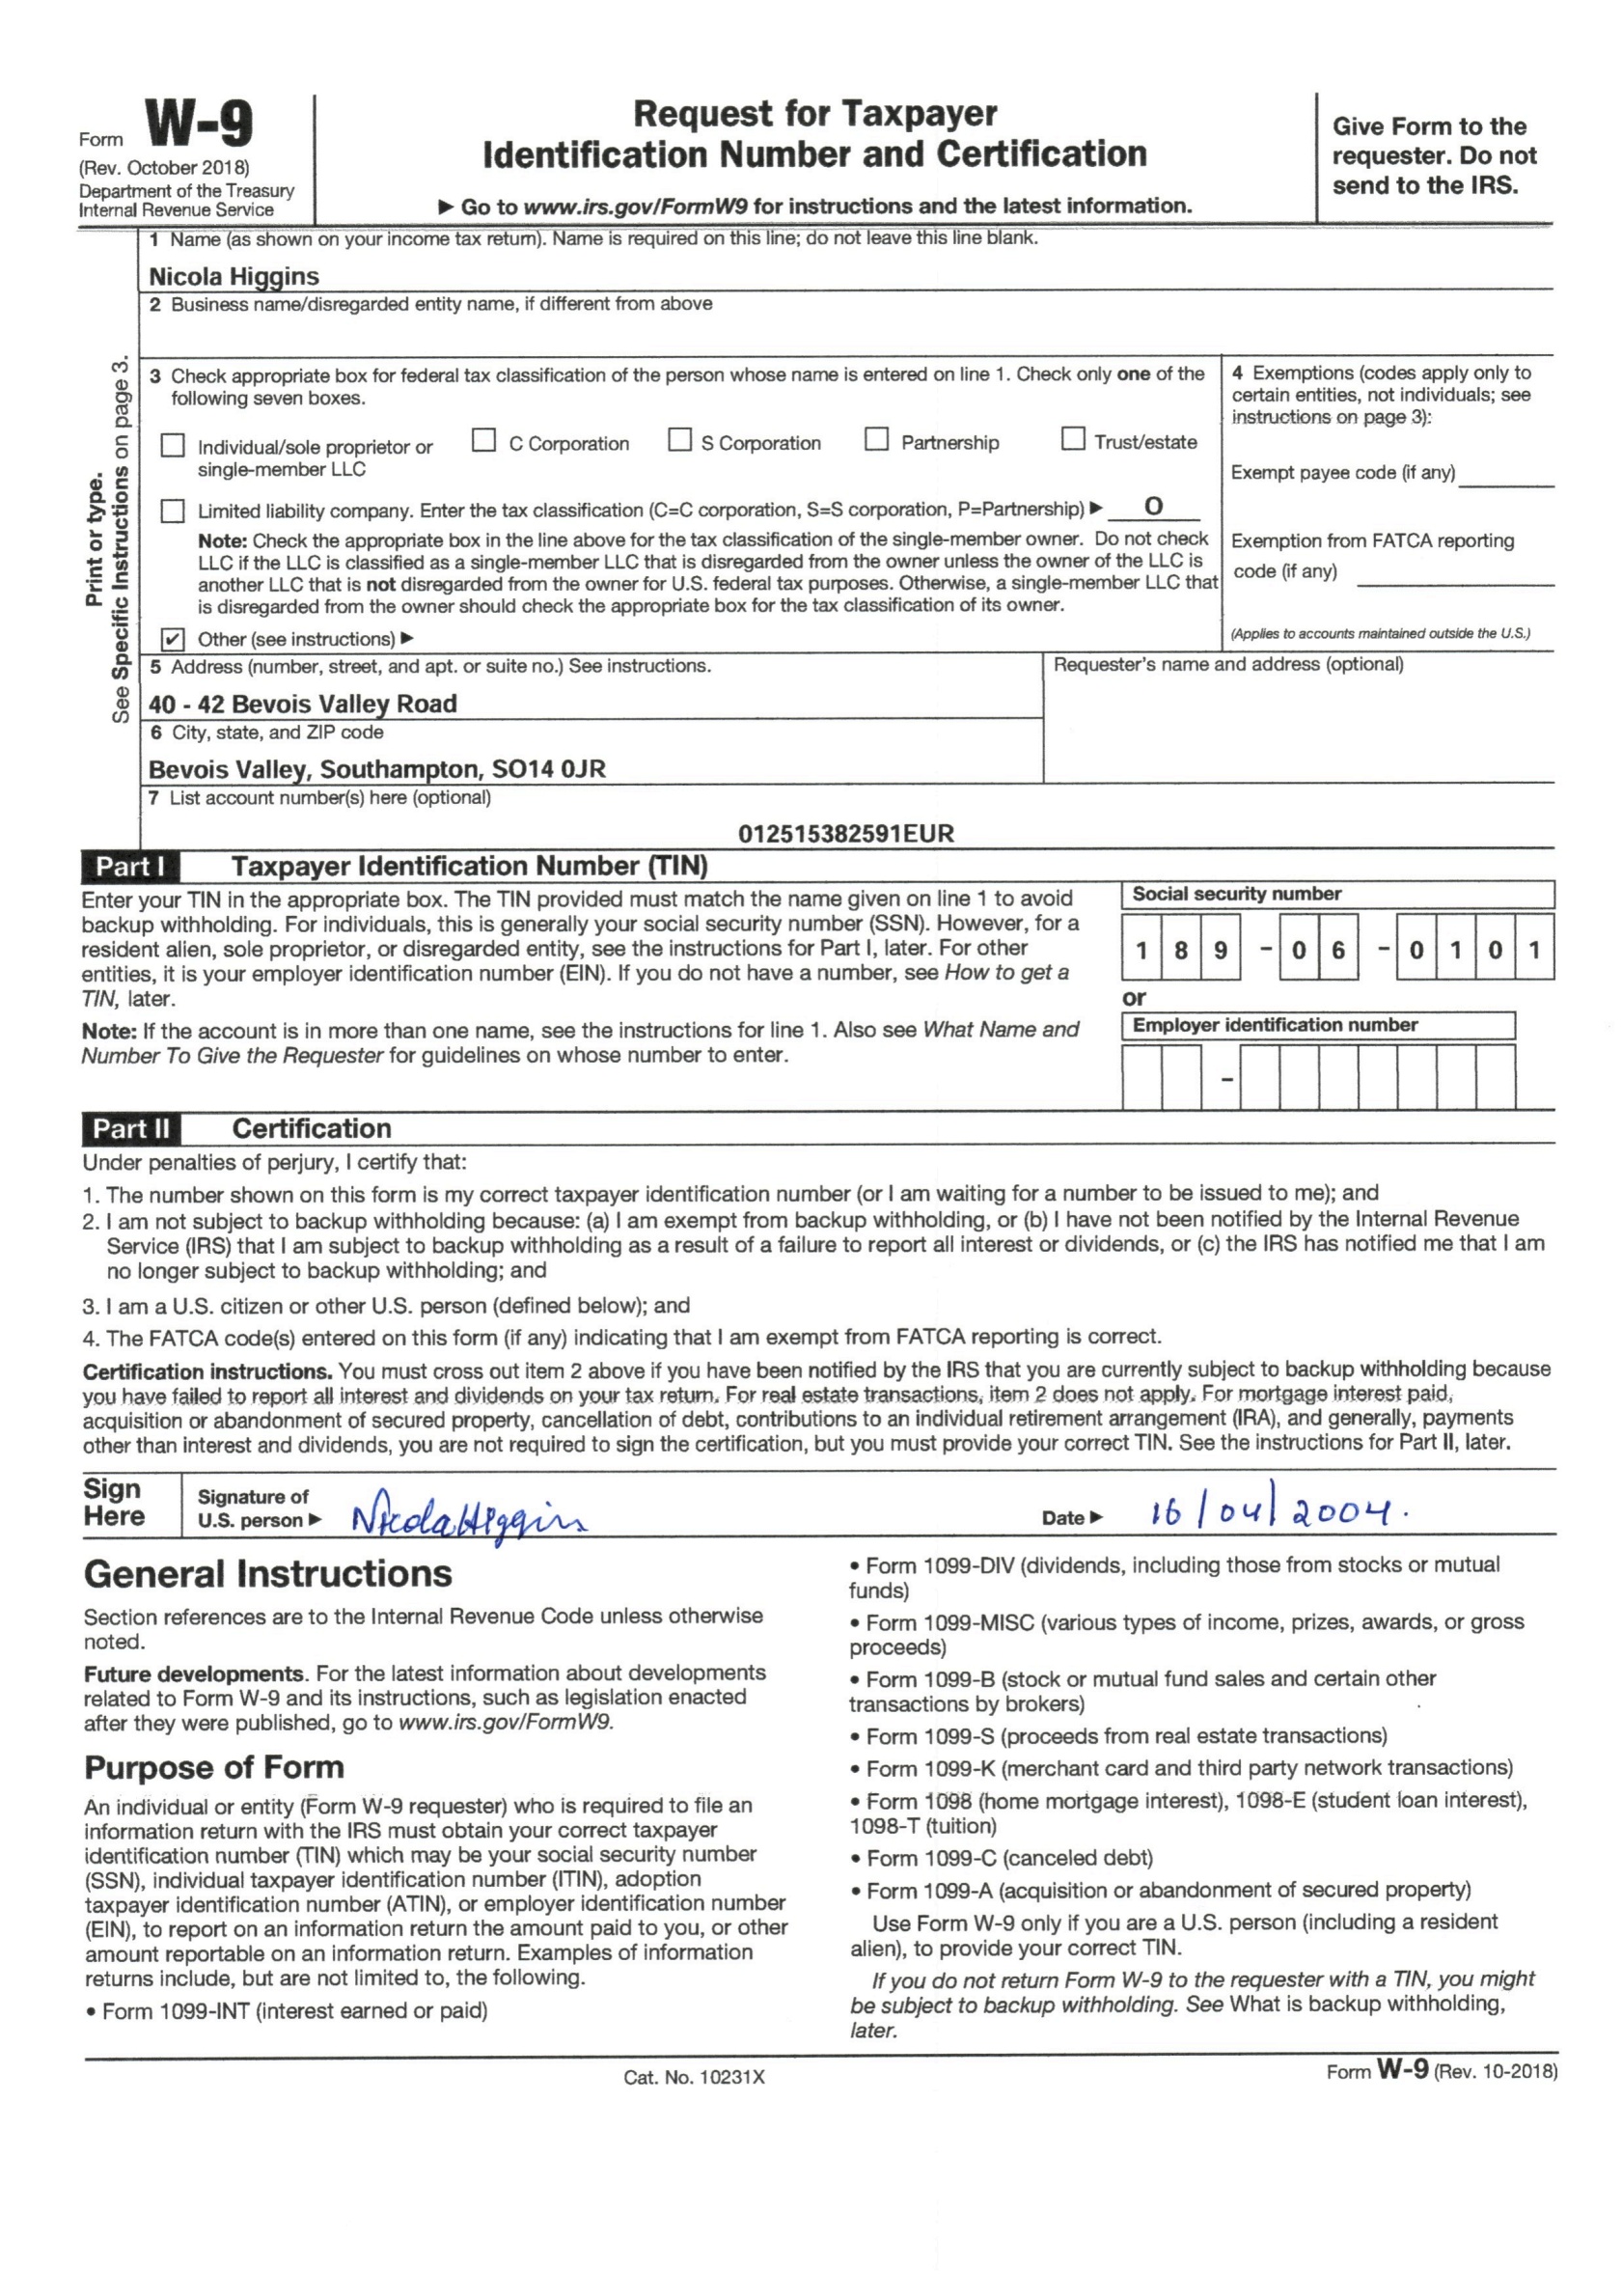 Form W-9
(Rev. October 2018)
Department of the Treasury
Internal Revenue Service
Request for Taxpayer
Identification Number and Certification
▶ Go to www.irs.gov/FormW9 for instructions and the latest information.
Give Form to the
requester. Do not
send to the IRS.
Print or type.
See Specific Instructions on page 3.
1 Name (as shown on your income tax return). Name is required on this line; do not leave this line blank.
Nicola Higgins
2 Business name/disregarded entity name, if different from above
3 Check appropriate box for federal tax classification of the person whose name is entered on line 1. Check only one of the
following seven boxes.
Individual/sole proprietor or
single-member LLC
C Corporation
S Corporation
Partnership
Trust/estate
Limited liability company. Enter the tax classification (C=C corporation, S=S corporation, P=Partnership) ▶ O
Note: Check the appropriate box in the line above for the tax classification of the single-member owner. Do not check
LLC if the LLC is classified as a single-member LLC that is disregarded from the owner unless the owner of the LLC is
another LLC that is not disregarded from the owner for U.S. federal tax purposes. Otherwise, a single-member LLC that
is disregarded from the owner should check the appropriate box for the tax classification of its owner.
✔ Other (see instructions) ▶
4 Exemptions (codes apply only to
certain entities, not individuals; see
instructions on page 3):
Exempt payee code (if any)
Exemption from FATCA reporting
code (if any)
(Applies to accounts maintained outside the U.S.)
5 Address (number, street, and apt. or suite no.) See instructions.
40 - 42 Bevois Valley Road
6 City, state, and ZIP code
Bevois Valley, Southampton, SO14 0JR
Requester's name and address (optional)
7 List account number(s) here (optional)
012515382591EUR
Part I Taxpayer Identification Number (TIN)
Enter your TIN in the appropriate box. The TIN provided must match the name given on line 1 to avoid
backup withholding. For individuals, this is generally your social security number (SSN). However, for a
resident alien, sole proprietor, or disregarded entity, see the instructions for Part I, later. For other
entities, it is your employer identification number (EIN). If you do not have a number, see How to get a
TIN, later.
Note: If the account is in more than one name, see the instructions for line 1. Also see What Name and
Number To Give the Requester for guidelines on whose number to enter.
Social security number
1 8 9 - 0 6 - 0 1 0 1
or
Employer identification number
-
Part II Certification
Under penalties of perjury, I certify that:
1. The number shown on this form is my correct taxpayer identification number (or I am waiting for a number to be issued to me); and
2. I am not subject to backup withholding because: (a) I am exempt from backup withholding, or (b) I have not been notified by the Internal Revenue
Service (IRS) that I am subject to backup withholding as a result of a failure to report all interest or dividends, or (c) the IRS has notified me that I am
no longer subject to backup withholding; and
3. I am a U.S. citizen or other U.S. person (defined below); and
4. The FATCA code(s) entered on this form (if any) indicating that I am exempt from FATCA reporting is correct.
Certification instructions. You must cross out item 2 above if you have been notified by the IRS that you are currently subject to backup withholding because
you have failed to report all interest and dividends on your tax return. For real estate transactions, item 2 does not apply. For mortgage interest paid,
acquisition or abandonment of secured property, cancellation of debt, contributions to an individual retirement arrangement (IRA), and generally, payments
other than interest and dividends, you are not required to sign the certification, but you must provide your correct TIN. See the instructions for Part II, later.
Sign
Here
Signature of
U.S. person ▶ Nicola Higgins
Date ▶ 16/04/2004.
General Instructions
Section references are to the Internal Revenue Code unless otherwise
noted.
Future developments. For the latest information about developments
related to Form W-9 and its instructions, such as legislation enacted
after they were published, go to www.irs.gov/FormW9.
Purpose of Form
An individual or entity (Form W-9 requester) who is required to file an
information return with the IRS must obtain your correct taxpayer
identification number (TIN) which may be your social security number
(SSN), individual taxpayer identification number (ITIN), adoption
taxpayer identification number (ATIN), or employer identification number
(EIN), to report on an information return the amount paid to you, or other
amount reportable on an information return. Examples of information
returns include, but are not limited to, the following.
• Form 1099-INT (interest earned or paid)
• Form 1099-DIV (dividends, including those from stocks or mutual
funds)
• Form 1099-MISC (various types of income, prizes, awards, or gross
proceeds)
• Form 1099-B (stock or mutual fund sales and certain other
transactions by brokers)
• Form 1099-S (proceeds from real estate transactions)
• Form 1099-K (merchant card and third party network transactions)
• Form 1098 (home mortgage interest), 1098-E (student loan interest),
1098-T (tuition)
• Form 1099-C (canceled debt)
• Form 1099-A (acquisition or abandonment of secured property)
Use Form W-9 only if you are a U.S. person (including a resident
alien), to provide your correct TIN.
If you do not return Form W-9 to the requester with a TIN, you might
be subject to backup withholding. See What is backup withholding,
later.
Cat. No. 10231X
Form W-9 (Rev. 10-2018)